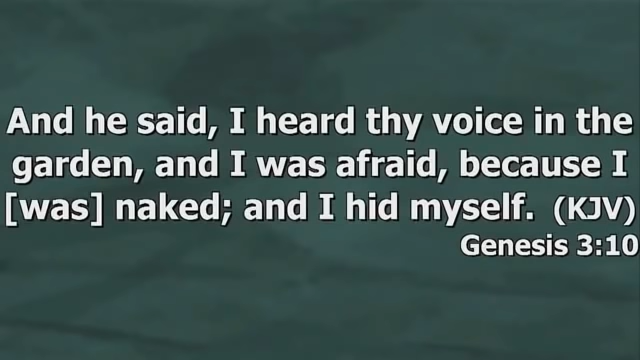 And he said, I heard thy voice in the
garden, and I was afraid, because I
[was] naked; and I hid myself. (KJV)
Genesis 3:10